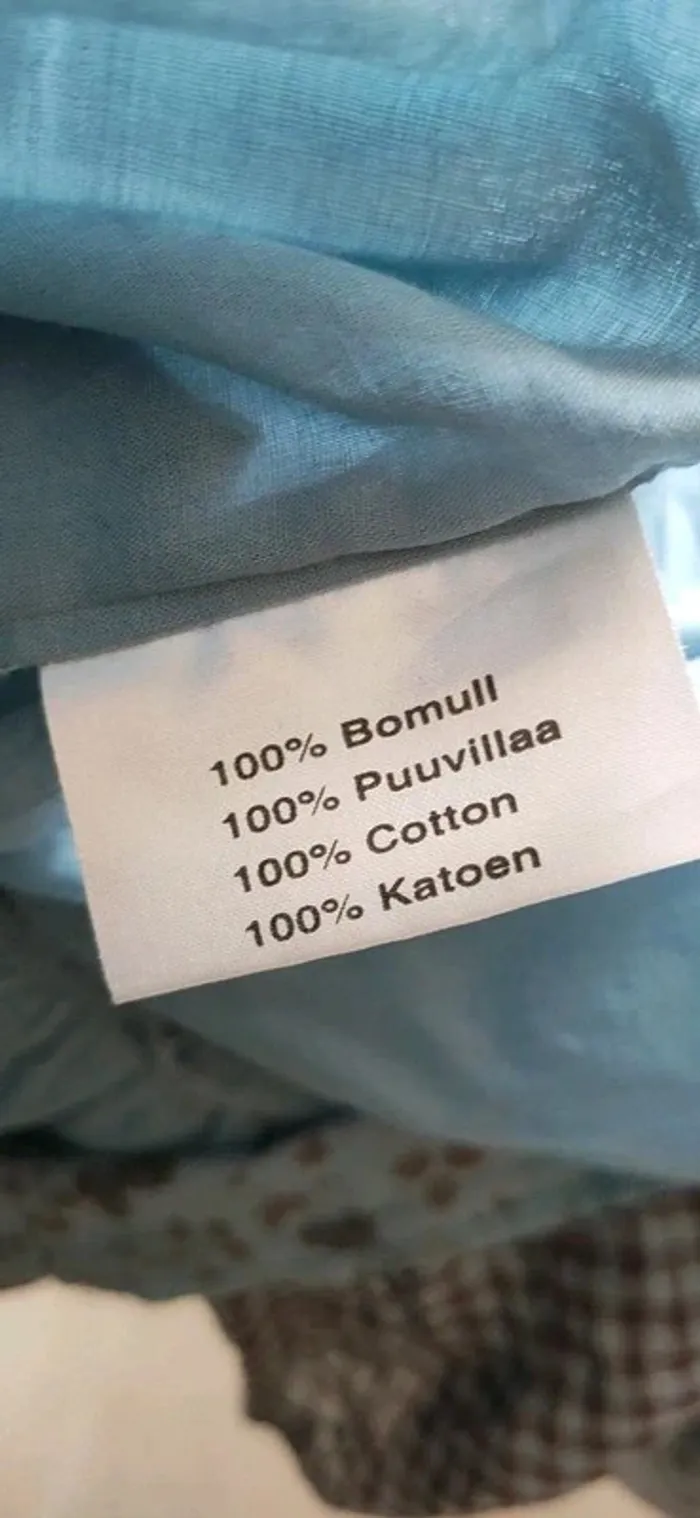 100% Bomull
100% Puuvillaa
100% Cotton
100% Katoen